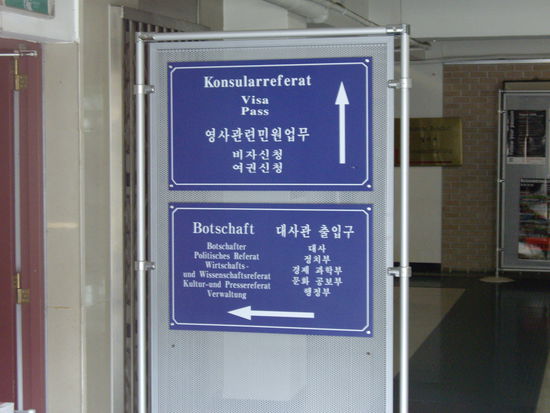 Konsularreferat
Visa
Pass
영사관련민원업무
비자신청
여권신청
Botschaft 대사관 출입구
Botschafter
Politisches Referat
Wirtschafts-
und Wissenschaftsreferat
Kultur-und Pressereferat
Verwaltung
대사
정치부
경제 과학부
문화 공보부
행정부